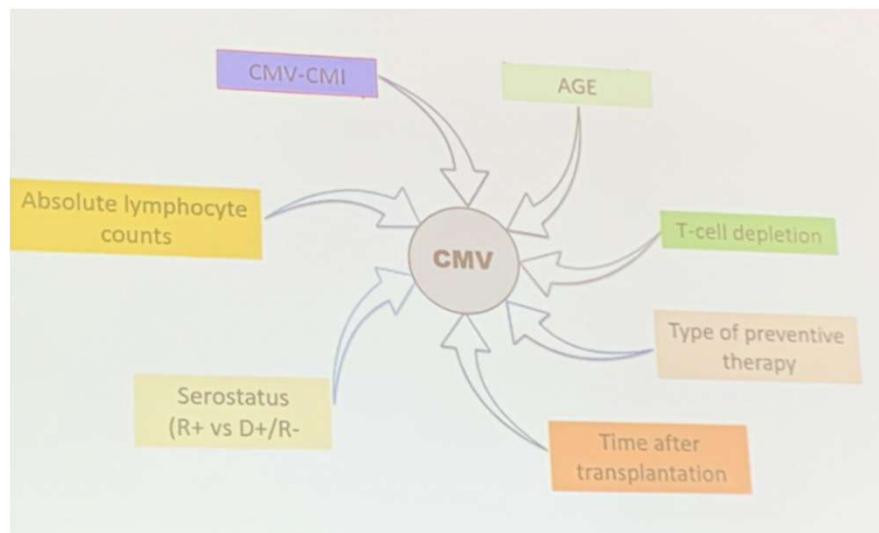 CMV-CMI
AGE
Absolute lymphocyte
counts
T-cell depletion
CMV
Type of preventive
therapy
Serostatus
(R+ vs D+/R-
Time after
transplantation